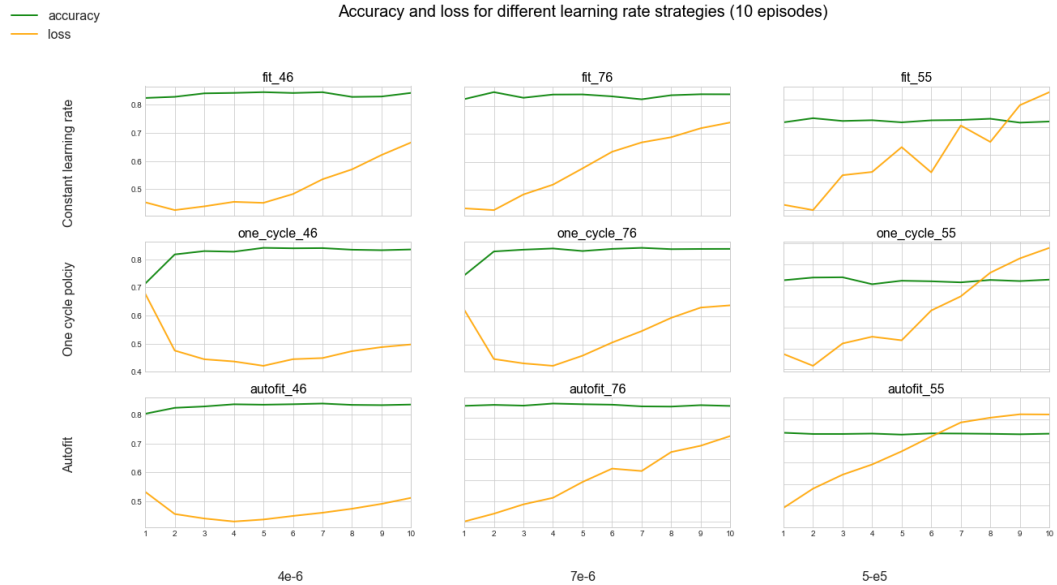 Accuracy and loss for different learning rate strategies (10 episodes)
accuracy
loss
Constant learning rate
fit_46
0.8
0.7
0.6
0.5
fit_76
fit_55
One cycle polciy
one_cycle_46
0.8
0.7
0.6
0.5
0.4
one_cycle_76
one_cycle_55
Autofit
autofit_46
0.8
0.7
0.6
0.5
1 2 3 4 5 6 7 8 9 10
autofit_76
1 2 3 4 5 6 7 8 9 10
autofit_55
1 2 3 4 5 6 7 8 9 10
4e-6
7e-6
5-e5